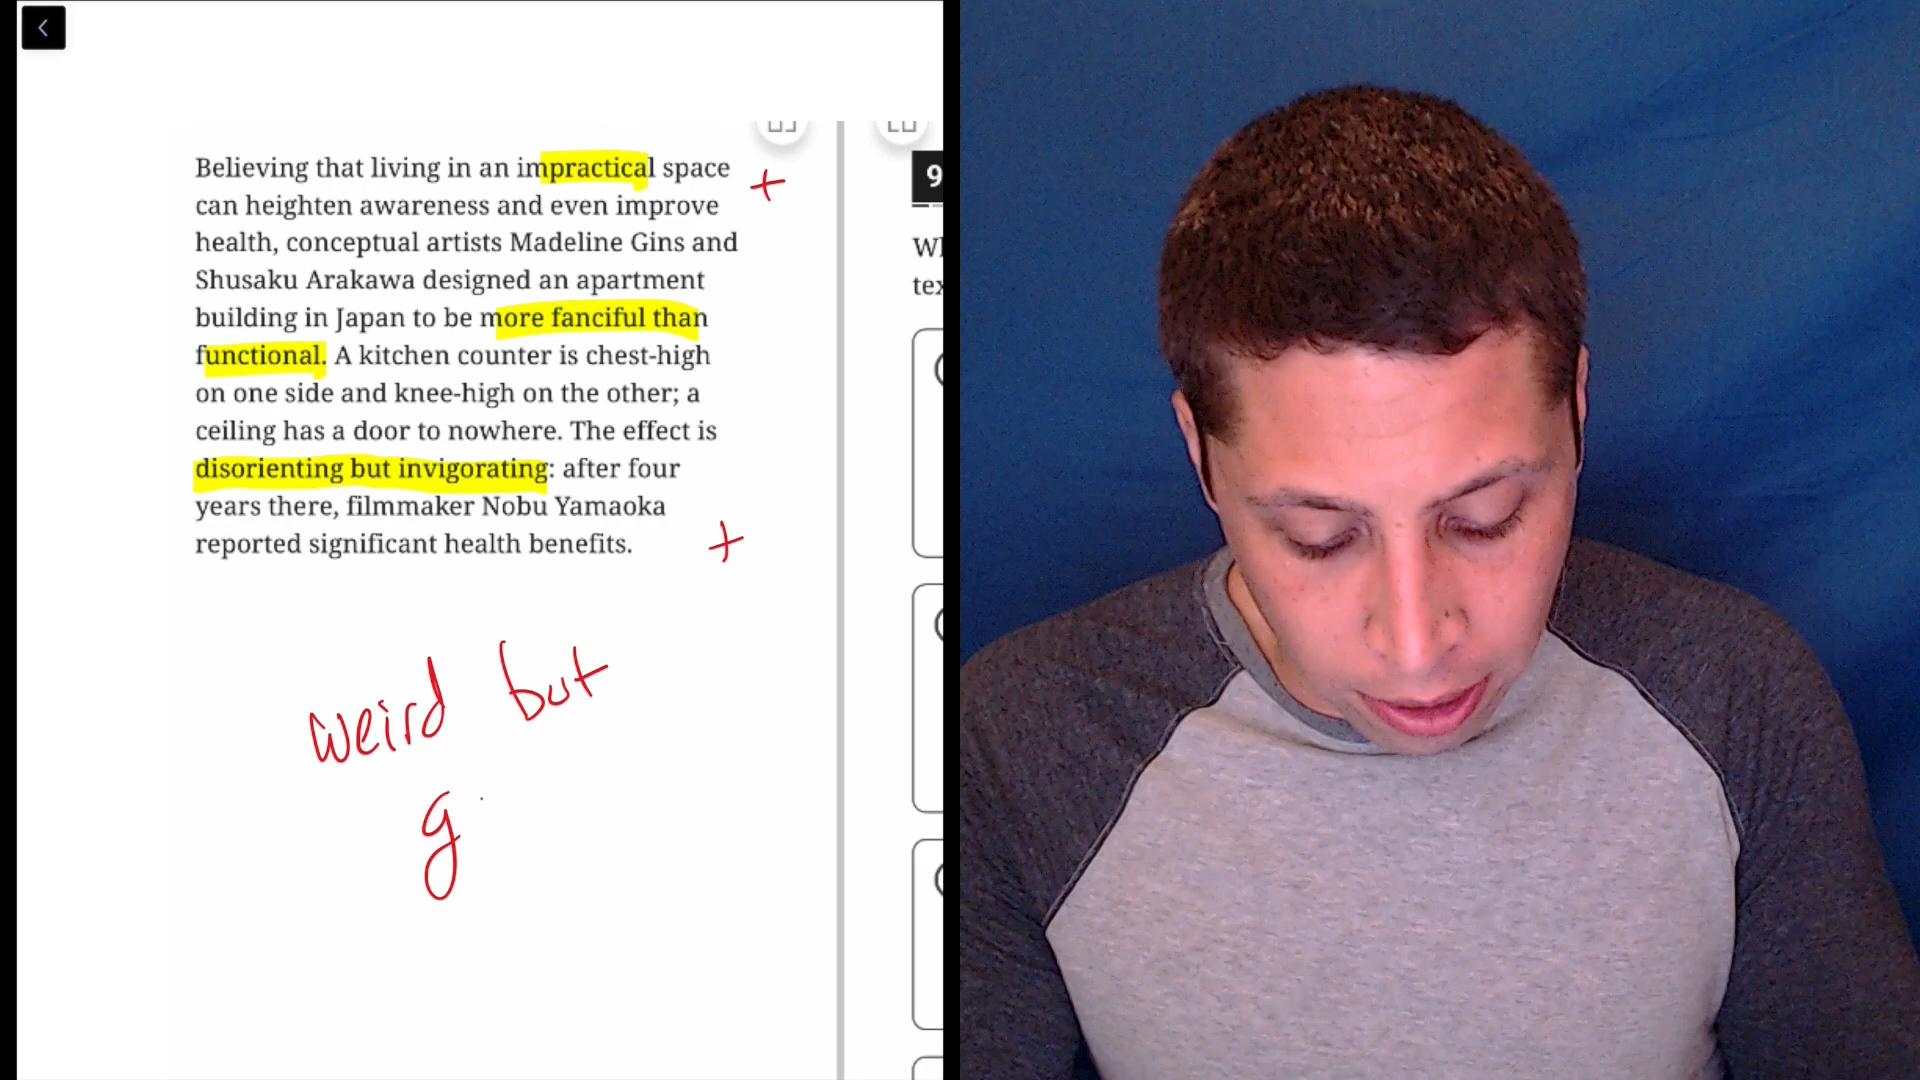 Believing that living in an impractical space
can heighten awareness and even improve
health, conceptual artists Madeline Gins and
Shusaku Arakawa designed an apartment
building in Japan to be more fanciful than
functional. A kitchen counter is chest-high
on one side and knee-high on the other; a
ceiling has a door to nowhere. The effect is
disorienting but invigorating: after four
years there, filmmaker Nobu Yamaoka
reported significant health benefits.
+
+
weird but
g
9